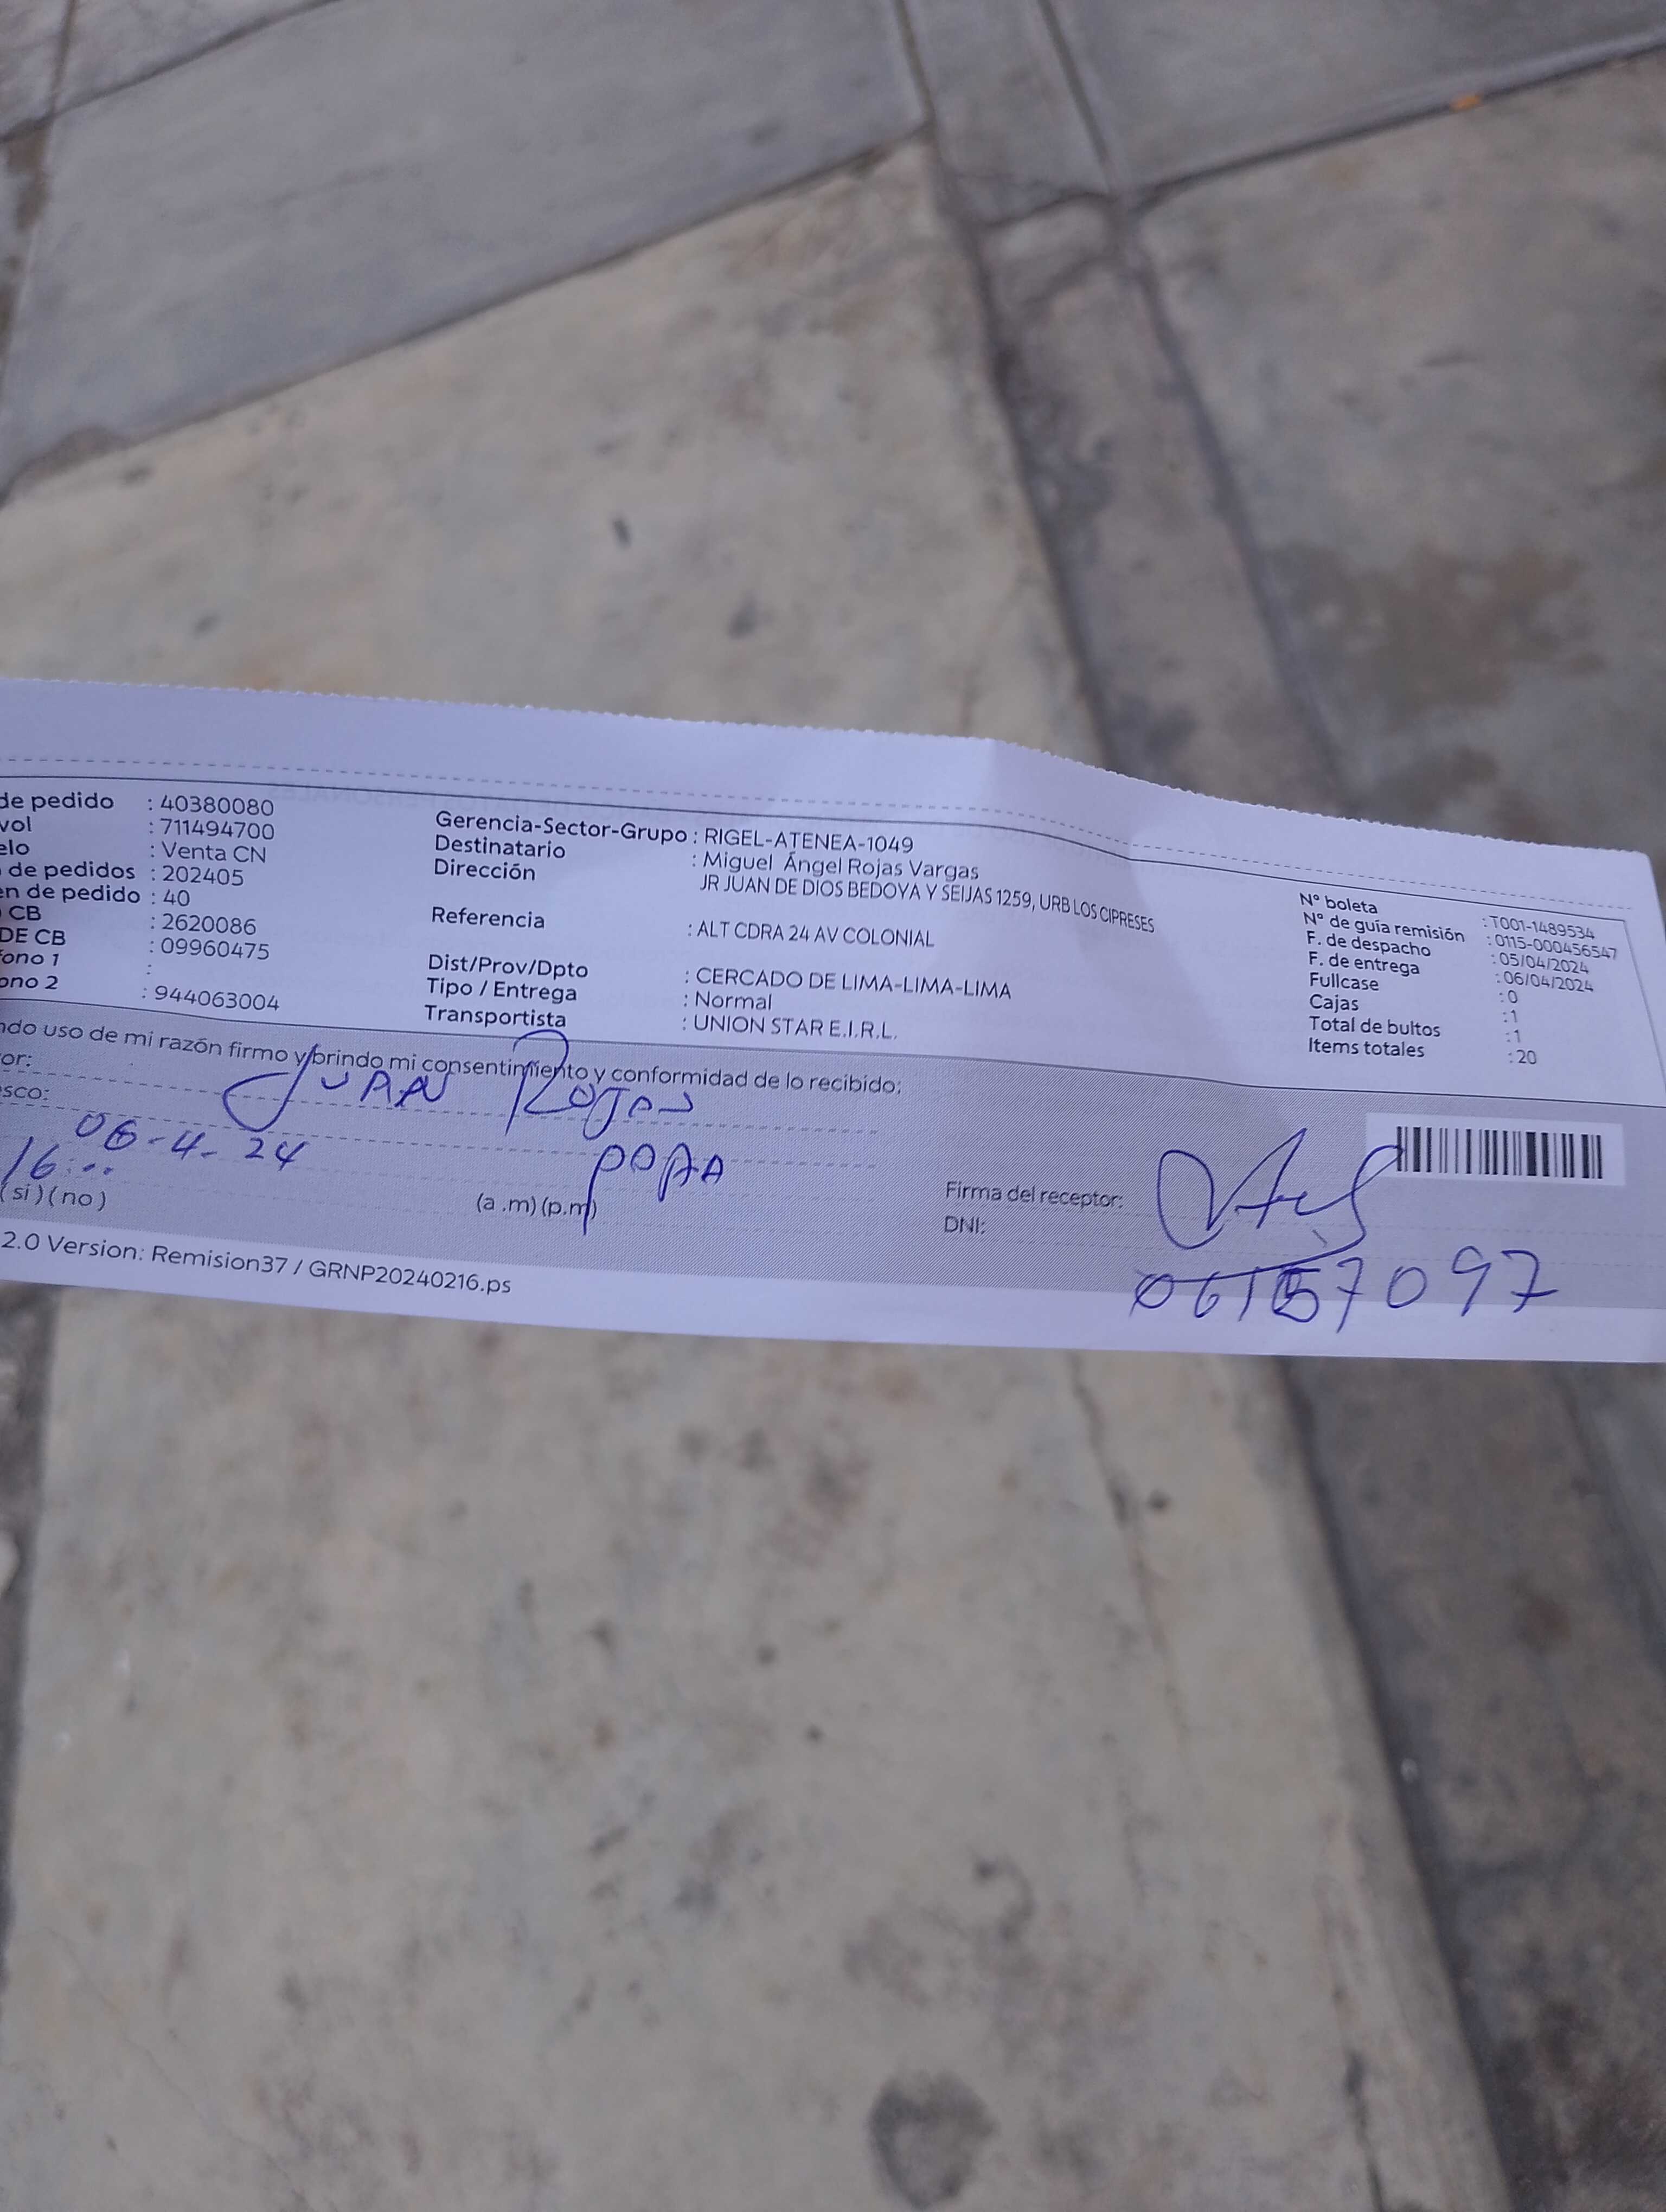 de pedido : 40380080
vol : 711494700
elo : Venta CN
de pedidos : 202405
en de pedido : 40
CB : 2620086
DE CB : 09960475
fono 1 :
ono 2 : 944063004
Gerencia-Sector-Grupo : RIGEL-ATENEA-1049
Destinatario : Miguel Ángel Rojas Vargas
Dirección JR JUAN DE DIOS BEDOYA Y SEIJAS 1259, URB LOS CIPRESES
Referencia : ALT CDRA 24 AV COLONIAL
Dist/Prov/Dpto : CERCADO DE LIMA-LIMA-LIMA
Tipo / Entrega : Normal
Transportista : UNION STAR E.I.R.L.
N° boleta : T001-1489534
N° de guía remisión : 0115-000456547
F. de despacho : 05/04/2024
F. de entrega : 06/04/2024
Fullcase : 0
Cajas : 1
Total de bultos : 1
Items totales : 20
ndo uso de mi razón firmo y brindo mi consentimiento y conformidad de lo recibido:
or: JUAN Rojas
sco: PAPA
06-4-24
16:..
(si) (no) (a .m) (p.m)
Firma del receptor:
DNI: 06157097
2.0 Version: Remision37 / GRNP20240216.ps